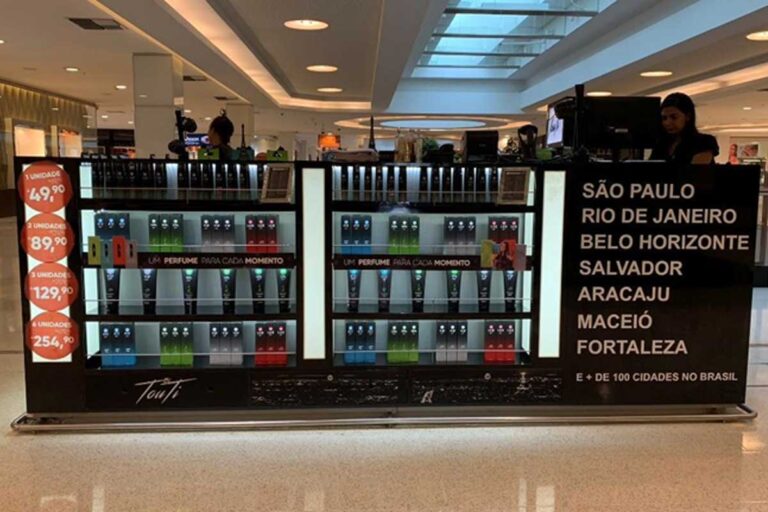 1 UNIDADE
49,90
2 UNIDADES
89,90
3 UNIDADES
129,90
6 UNIDADES
254,90
UM PERFUME PARA CADA MOMENTO
UM PERFUME PARA CADA MOMENTO
TouTi
SÃO PAULO
RIO DE JANEIRO
BELO HORIZONTE
SALVADOR
ARACAJU
MACEIÓ
FORTALEZA
E + DE 100 CIDADES NO BRASIL